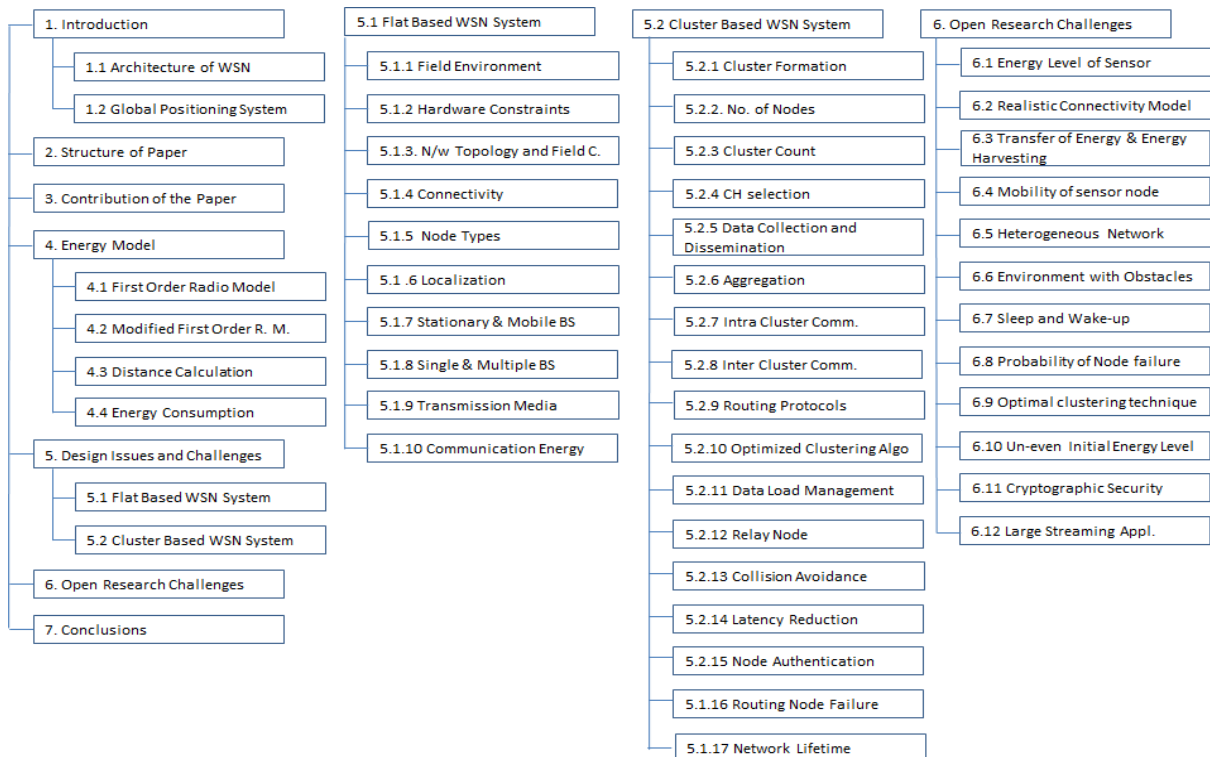 1. Introduction
1.1 Architecture of WSN
1.2 Global Positioning System
2. Structure of Paper
3. Contribution of the Paper
4. Energy Model
4.1 First Order Radio Model
4.2 Modified First Order R. M.
4.3 Distance Calculation
4.4 Energy Consumption
5. Design Issues and Challenges
5.1 Flat Based WSN System
5.2 Cluster Based WSN System
6. Open Research Challenges
7. Conclusions
5.1 Flat Based WSN System
5.1.1 Field Environment
5.1.2 Hardware Constraints
5.1.3. N/w Topology and Field C.
5.1.4 Connectivity
5.1.5 Node Types
5.1 .6 Localization
5.1.7 Stationary & Mobile BS
5.1.8 Single & Multiple BS
5.1.9 Transmission Media
5.1.10 Communication Energy
5.2 Cluster Based WSN System
5.2.1 Cluster Formation
5.2.2. No. of Nodes
5.2.3 Cluster Count
5.2.4 CH selection
5.2.5 Data Collection and
Dissemination
5.2.6 Aggregation
5.2.7 Intra Cluster Comm.
5.2.8 Inter Cluster Comm.
5.2.9 Routing Protocols
5.2.10 Optimized Clustering Algo
5.2.11 Data Load Management
5.2.12 Relay Node
5.2.13 Collision Avoidance
5.2.14 Latency Reduction
5.2.15 Node Authentication
5.1.16 Routing Node Failure
5.1.17 Network Lifetime
6. Open Research Challenges
6.1 Energy Level of Sensor
6.2 Realistic Connectivity Model
6.3 Transfer of Energy & Energy
Harvesting
6.4 Mobility of sensor node
6.5 Heterogeneous Network
6.6 Environment with Obstacles
6.7 Sleep and Wake-up
6.8 Probability of Node failure
6.9 Optimal clustering technique
6.10 Un-even Initial Energy Level
6.11 Cryptographic Security
6.12 Large Streaming Appl.